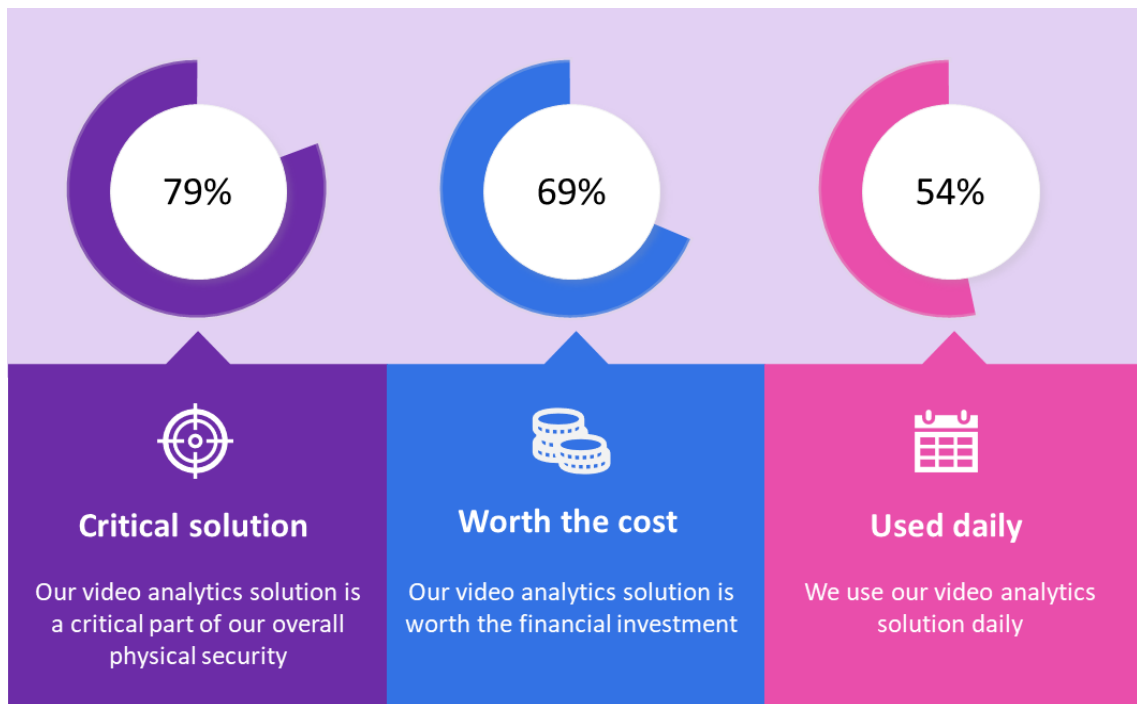 79%
69%
54%
Critical solution
Our video analytics solution is
a critical part of our overall
physical security
Worth the cost
Our video analytics solution is
worth the financial investment
Used daily
We use our video analytics
solution daily